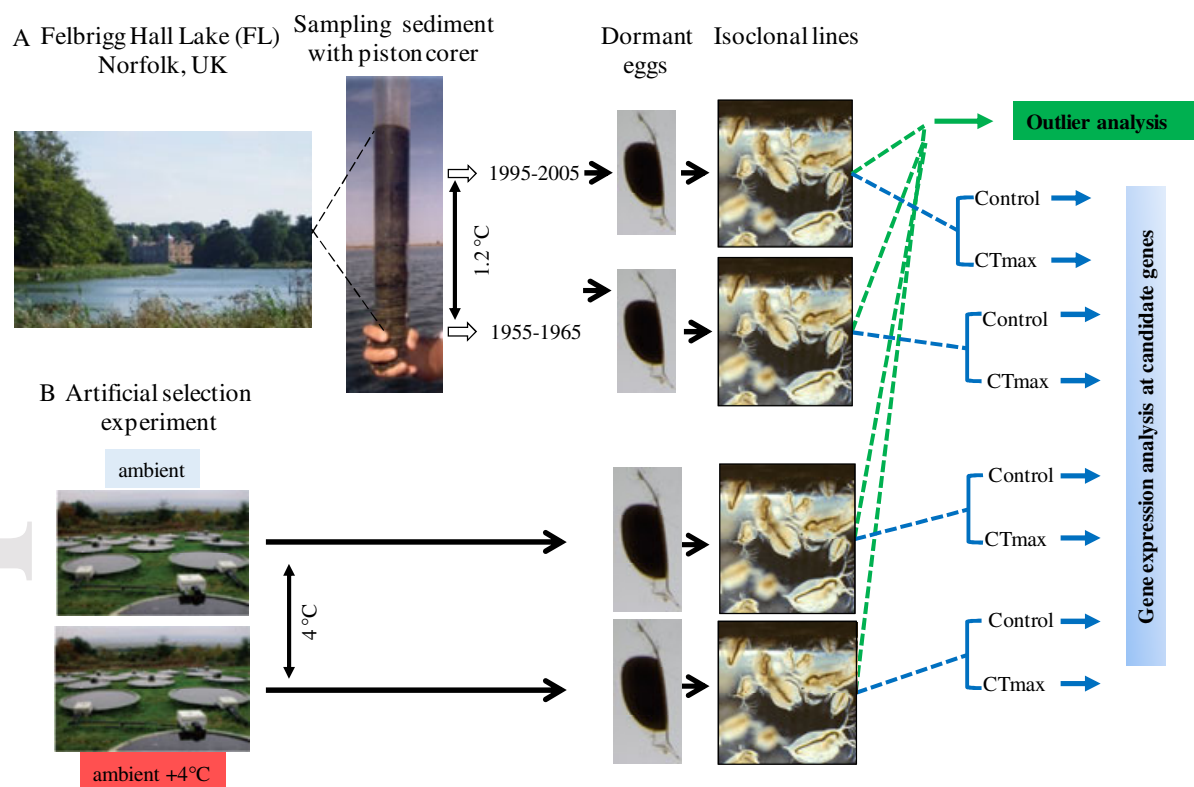 A Felbrigg Hall Lake (FL)
Norfolk, UK
Sampling sediment
with piston corer
Dormant
eggs
Isoclonal lines
1995-2005
1.2 °C
1955-1965
Outlier analysis
Control
CTmax
Control
CTmax
B Artificial selection
experiment
ambient
4 °C
ambient +4°C
Control
CTmax
Control
CTmax
Gene expression analysis at candidate genes